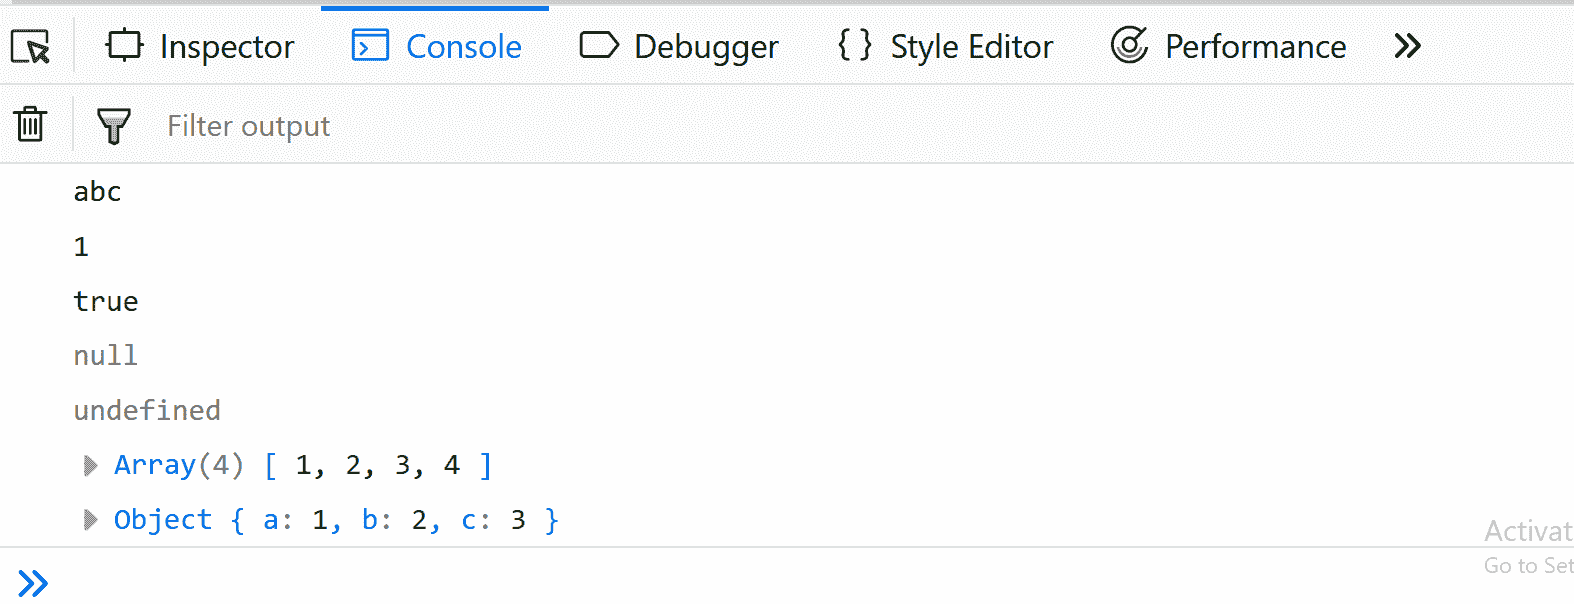 Inspector Console Debugger { } Style Editor Performance »
Filter output
abc
1
true
null
undefined
Array(4) [ 1, 2, 3, 4 ]
Object { a: 1, b: 2, c: 3 }
Activat
Go to Set
»